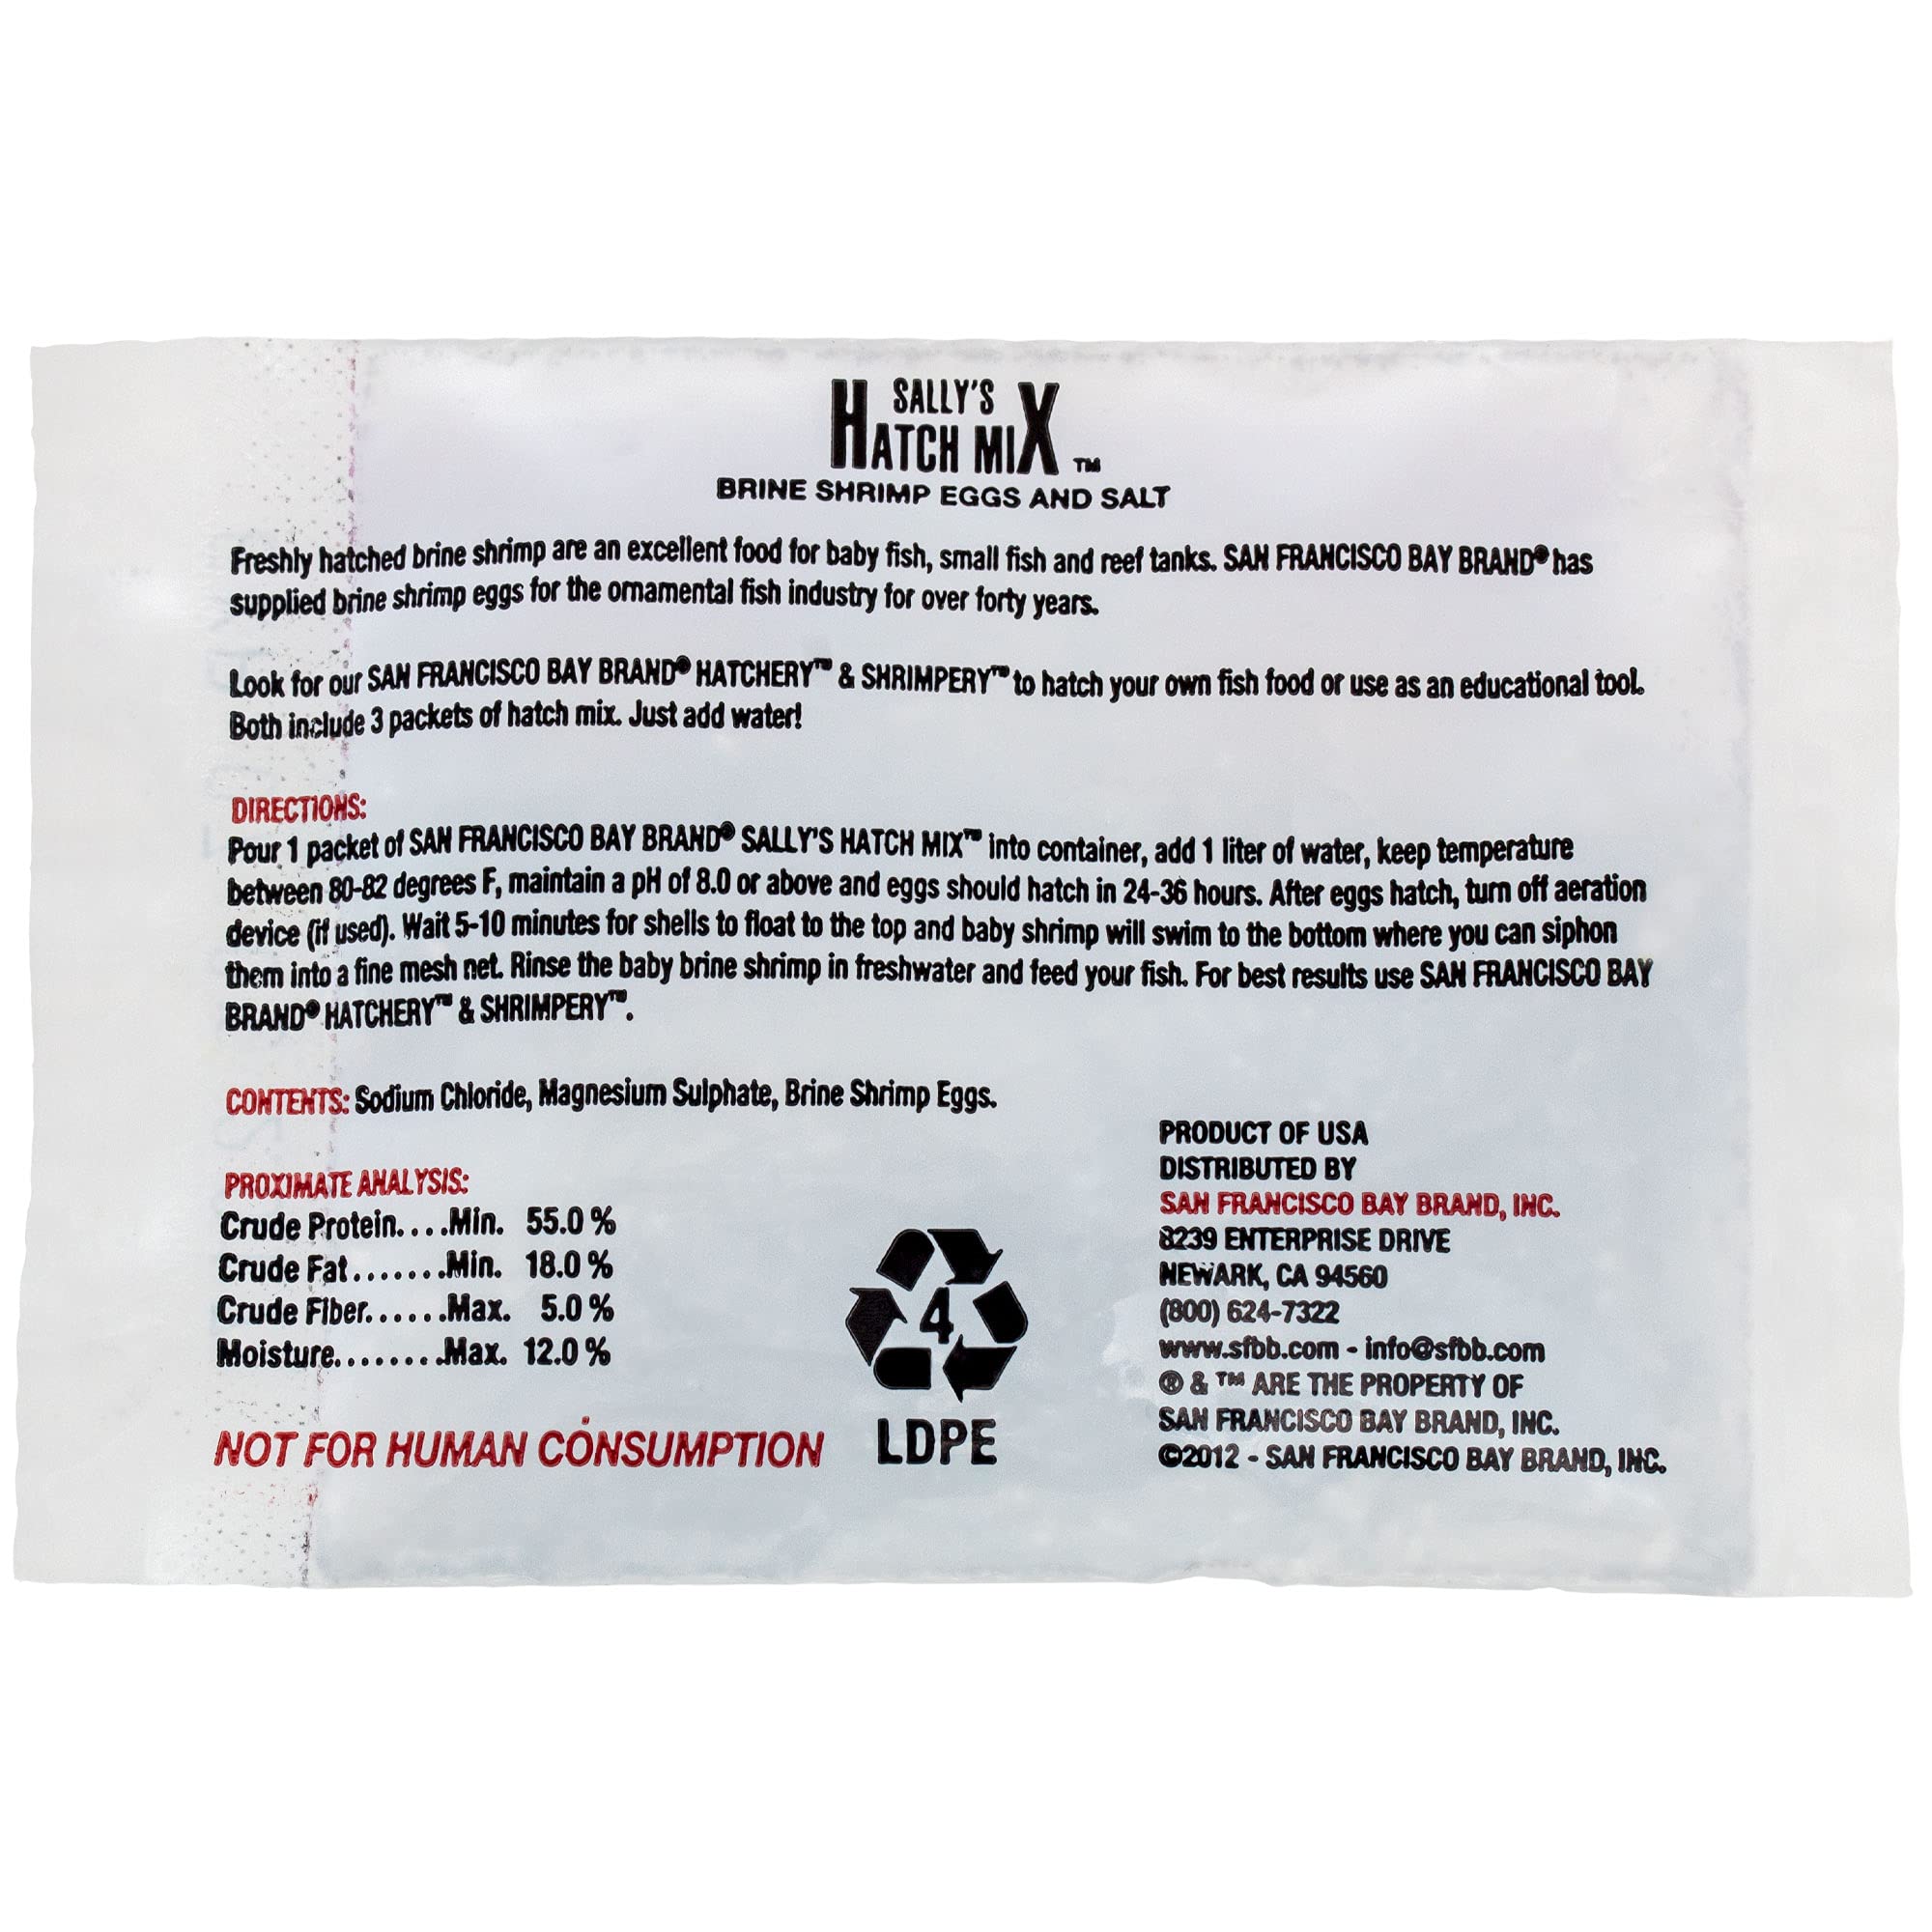 SALLY'S
HATCH MIX ™
BRINE SHRIMP EGGS AND SALT
Freshly hatched brine shrimp are an excellent food for baby fish, small fish and reef tanks. SAN FRANCISCO BAY BRAND® has
supplied brine shrimp eggs for the ornamental fish industry for over forty years.
Look for our SAN FRANCISCO BAY BRAND® HATCHERY™ & SHRIMPERY™ to hatch your own fish food or use as an educational tool.
Both include 3 packets of hatch mix. Just add water!
DIRECTIONS:
Pour 1 packet of SAN FRANCISCO BAY BRAND® SALLY'S HATCH MIX™ into container, add 1 liter of water, keep temperature
between 80-82 degrees F, maintain a pH of 8.0 or above and eggs should hatch in 24-36 hours. After eggs hatch, turn off aeration
device (if used). Wait 5-10 minutes for shells to float to the top and baby shrimp will swim to the bottom where you can siphon
them into a fine mesh net. Rinse the baby brine shrimp in freshwater and feed your fish. For best results use SAN FRANCISCO BAY
BRAND® HATCHERY™ & SHRIMPERY™.
CONTENTS: Sodium Chloride, Magnesium Sulphate, Brine Shrimp Eggs.
PROXIMATE ANALYSIS:
Crude Protein....Min. 55.0 %
Crude Fat.......Min. 18.0 %
Crude Fiber......Max. 5.0 %
Moisture........Max. 12.0 %
NOT FOR HUMAN CONSUMPTION
4
LDPE
PRODUCT OF USA
DISTRIBUTED BY
SAN FRANCISCO BAY BRAND, INC.
8239 ENTERPRISE DRIVE
NEWARK, CA 94560
(800) 624-7322
www.sfbb.com - info@sfbb.com
® & ™ ARE THE PROPERTY OF
SAN FRANCISCO BAY BRAND, INC.
©2012 - SAN FRANCISCO BAY BRAND, INC.